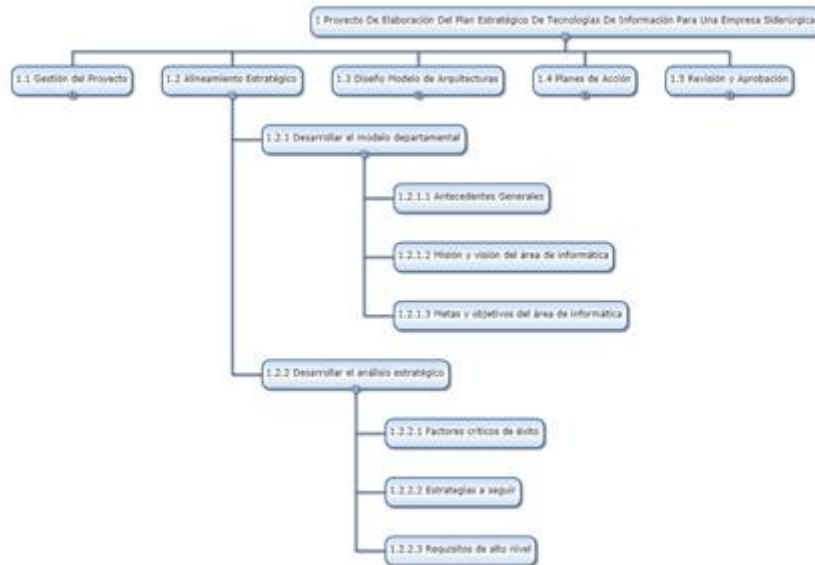 1 Proyecto De Elaboración Del Plan Estratégico De Tecnologías De Información Para Una Empresa Siderúrgica
1.1 Gestión del Proyecto
1.2 Alineamiento Estratégico
1.3 Diseño Modelo de Arquitecturas
1.4 Planes de Acción
1.5 Revisión y Aprobación
1.2.1 Desarrollar el modelo departamental
1.2.1.1 Antecedentes Generales
1.2.1.2 Misión y visión del área de informática
1.2.1.3 Metas y objetivos del área de informática
1.2.2 Desarrollar el análisis estratégico
1.2.2.1 Factores críticos de éxito
1.2.2.2 Estrategias a seguir
1.2.2.3 Requisitos de alto nivel